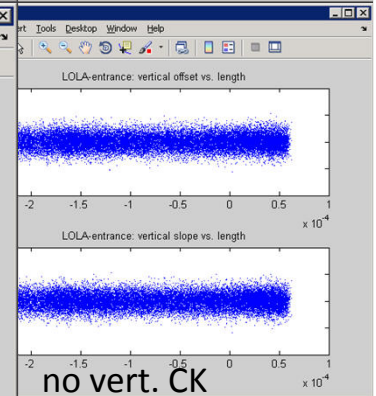 Tools Desktop Window Help
LOLA-entrance: vertical offset vs. length
-2 -1.5 -1 -0.5 0 0.5 1
x 10^-4
LOLA-entrance: vertical slope vs. length
-2 -1.5 -1 -0.5 0 0.5 1
x 10^-4
no vert. CK